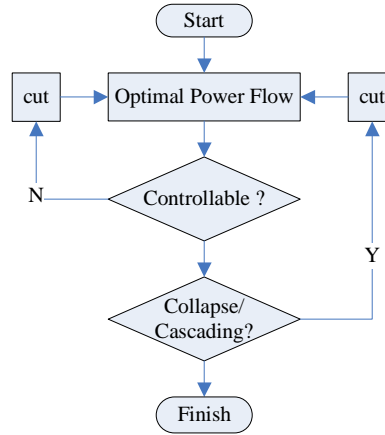 Start
cut
Optimal Power Flow
cut
Controllable ?
N
Y
Collapse/
Cascading?
Finish